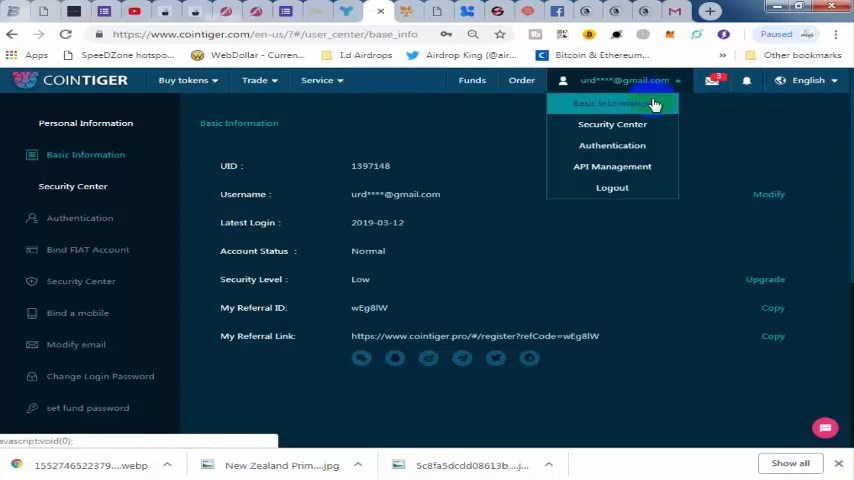 Paused
https://www.cointiger.com/en-us/?#/user_center/base_info
Apps
SpeeDZone hotspo...
WebDollar - Curren...
I.d Airdrops
Airdrop King (@air...
Bitcoin & Ethereum...
»
Other bookmarks
COINTIGER
Buy tokens
Trade
Service
Funds
Order
urd****@gmail.com
3
English
Personal Information
Basic Information
Security Center
Authentication
Bind FIAT Account
Security Center
Bind a mobile
Modify email
Change Login Password
set fund password
Basic Information
UID :
1397148
Username :
urd****@gmail.com
Modify
Latest Login :
2019-03-12
Account Status :
Normal
Security Level :
Low
Upgrade
My Referral ID:
wEg8lW
Copy
My Referral Link:
https://www.cointiger.pro/#/register?refCode=wEg8lW
Copy
Basic Information
Security Center
Authentication
API Management
Logout
avascript:void(0);
1552746522379....webp
New Zealand Prim....jpg
5c8fa5dcdd08613b....j...
Show all